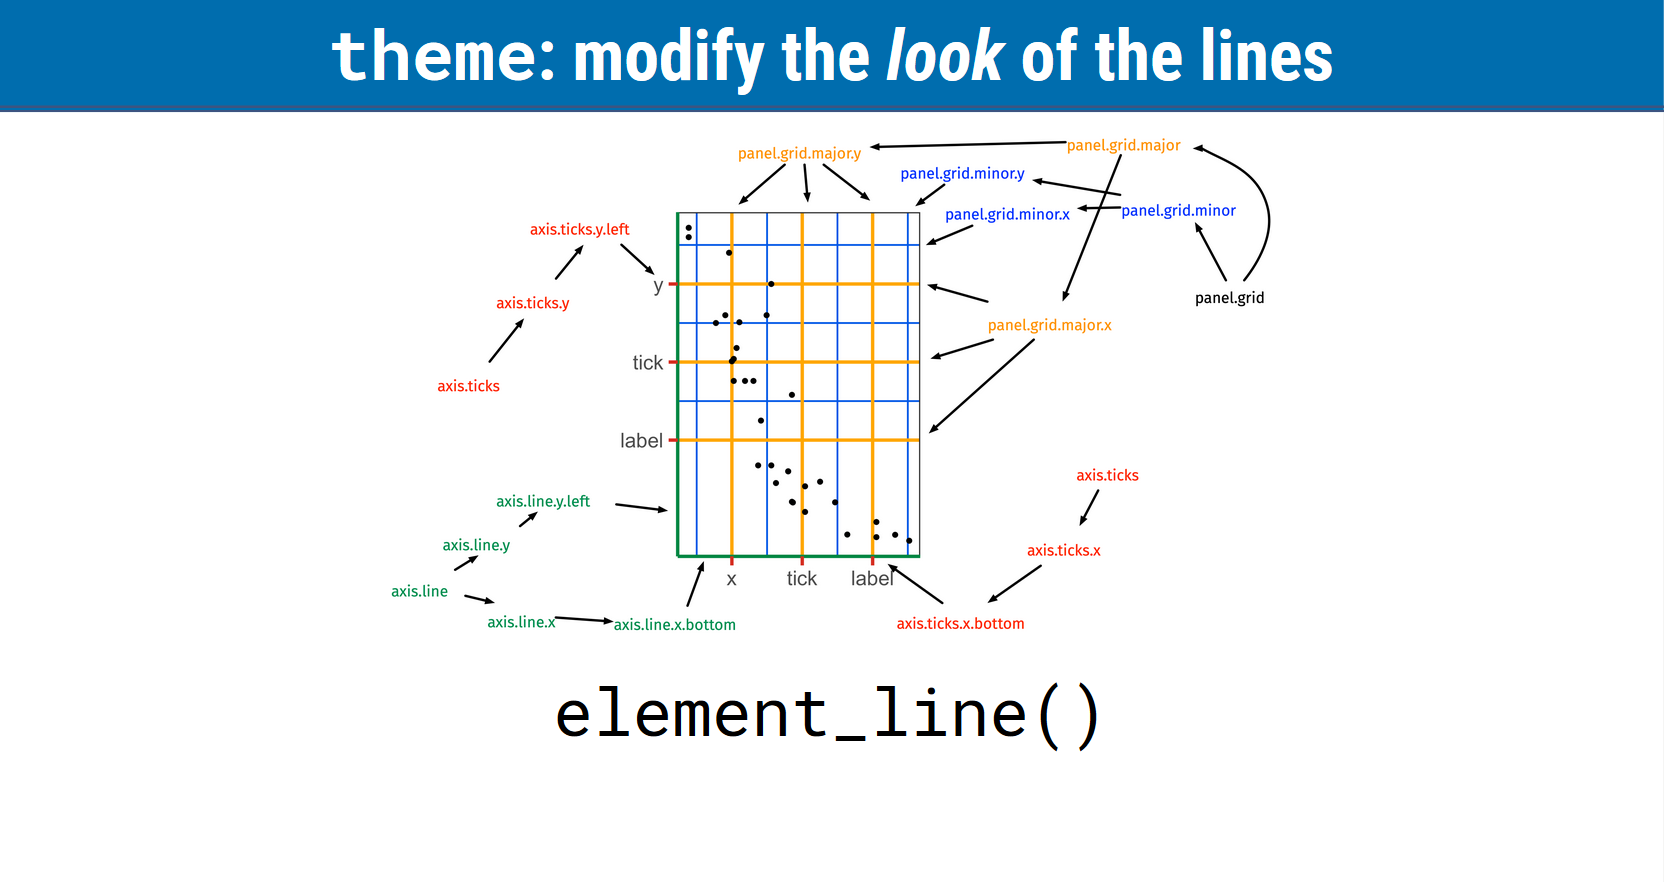 theme: modify the look of the lines
panel.grid.major.y
panel.grid.major
panel.grid.minor.y
panel.grid.minor.x
panel.grid.minor
axis.ticks.y.left
y
axis.ticks.y
panel.grid
panel.grid.major.x
tick
axis.ticks
label
axis.ticks
axis.line.y.left
axis.line.y
axis.ticks.x
x tick label
axis.line
axis.line.x
axis.line.x.bottom
axis.ticks.x.bottom
element_line()